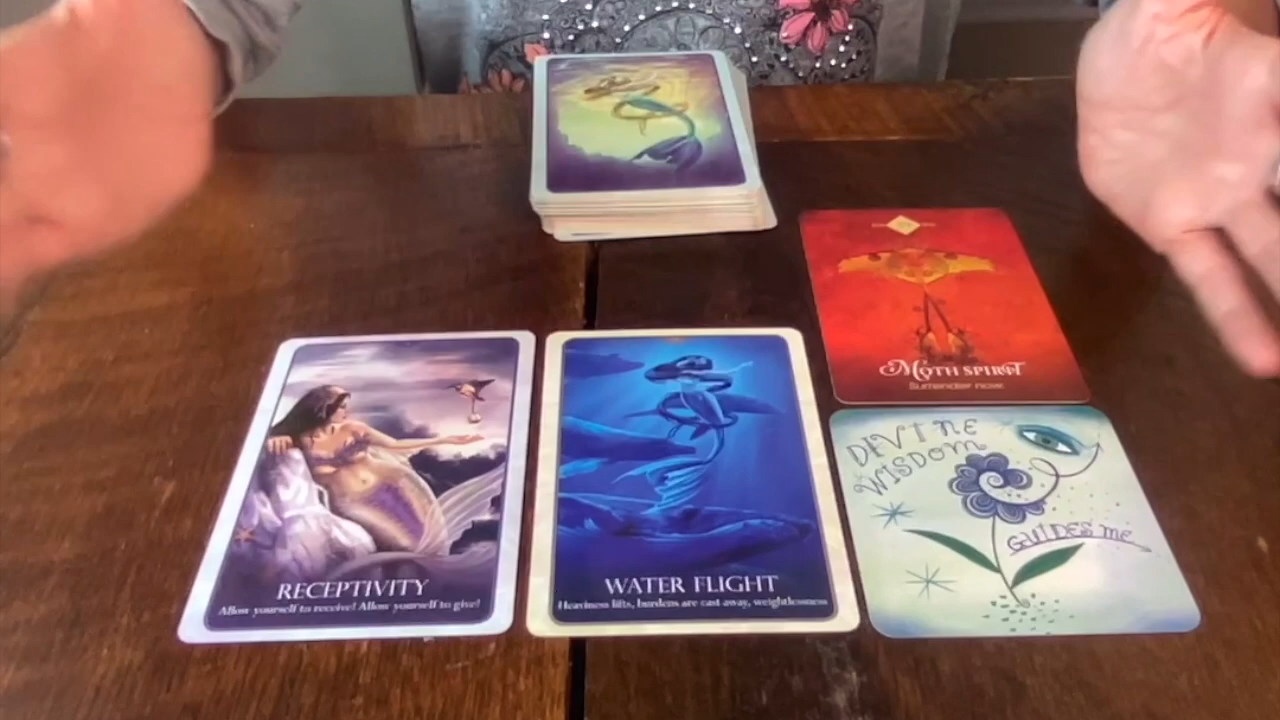 MOTH SPIRIT
Surrender now
RECEPTIVITY
Allow yourself to receive! Allow yourself to give!
WATER FLIGHT
Heaviness lifts, burdens are cast away, weightlessness
DIVINE
WISDOM
GUIDES ME